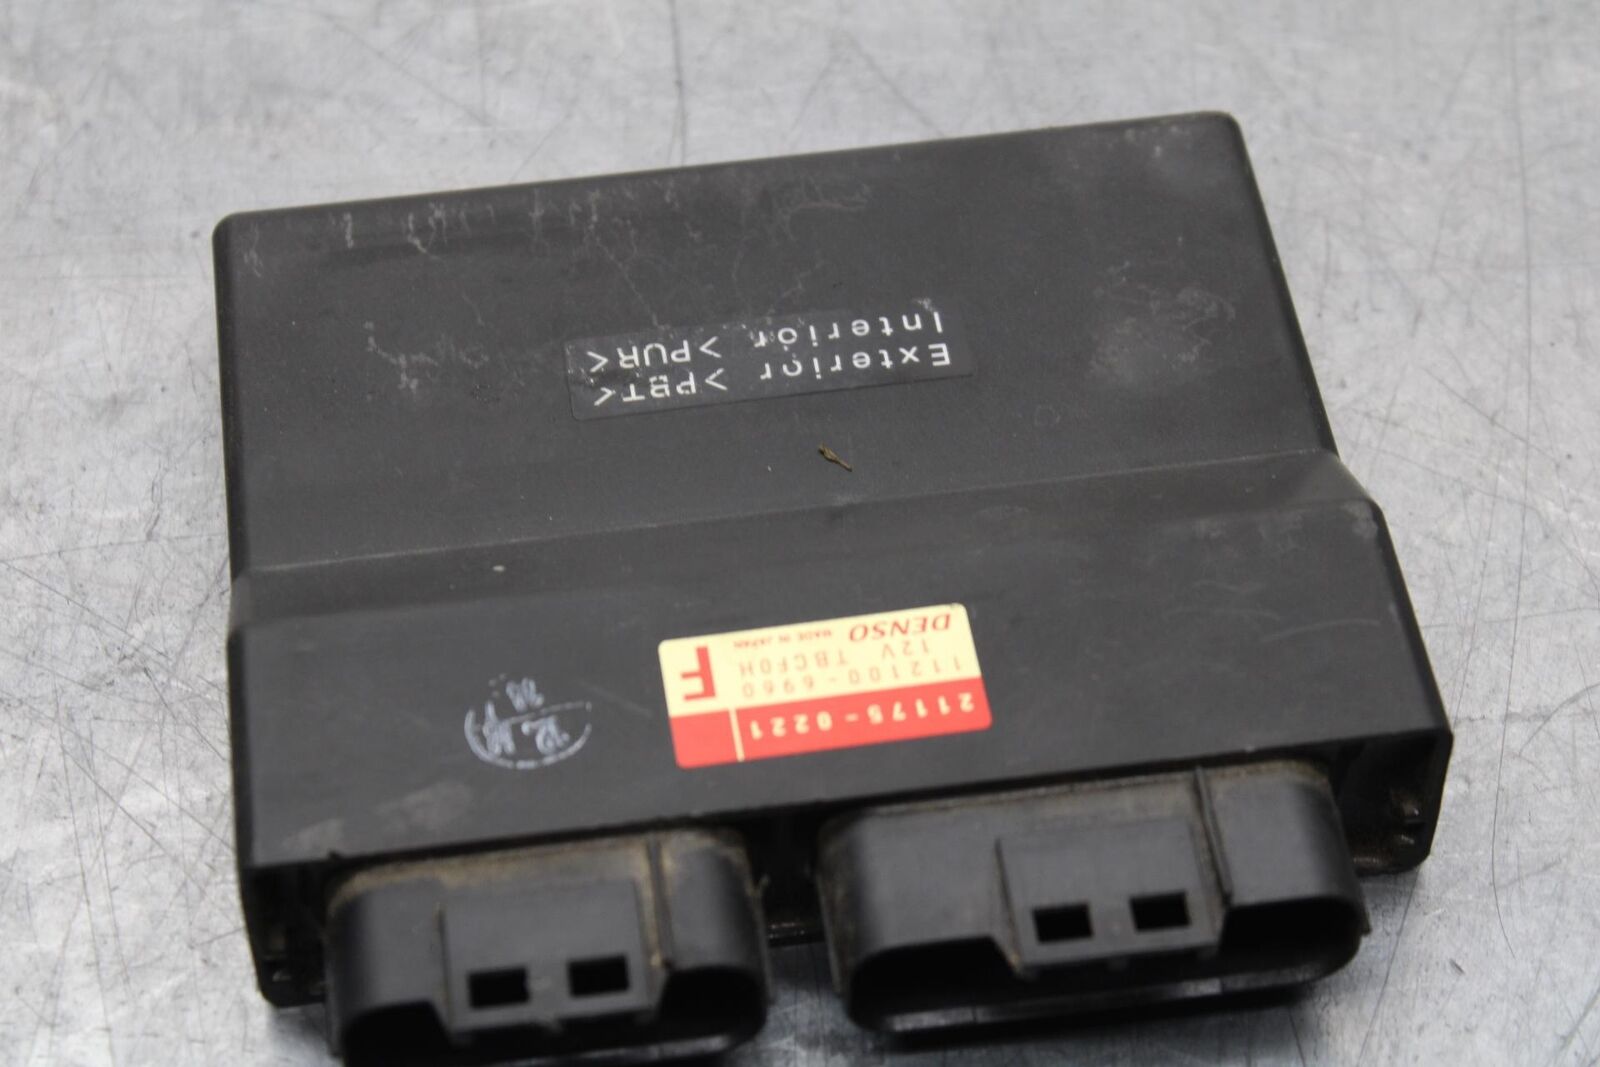 21175-0221
112100-6960
12V TBCF0H
F
DENSO MADE IN JAPAN
Exterior >PBT<
Interior >PUR<